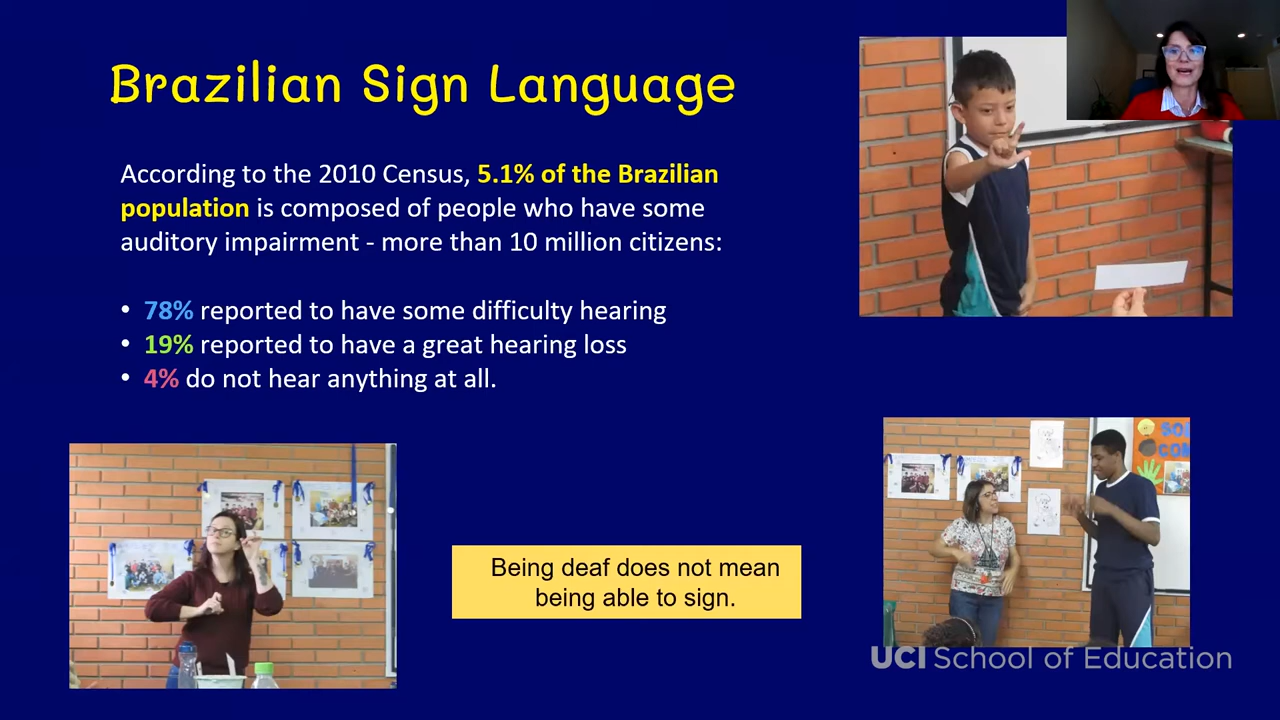 Brazilian Sign Language
According to the 2010 Census, 5.1% of the Brazilian
population is composed of people who have some
auditory impairment - more than 10 million citizens:
• 78% reported to have some difficulty hearing
• 19% reported to have a great hearing loss
• 4% do not hear anything at all.
Being deaf does not mean
being able to sign.
UCI School of Education